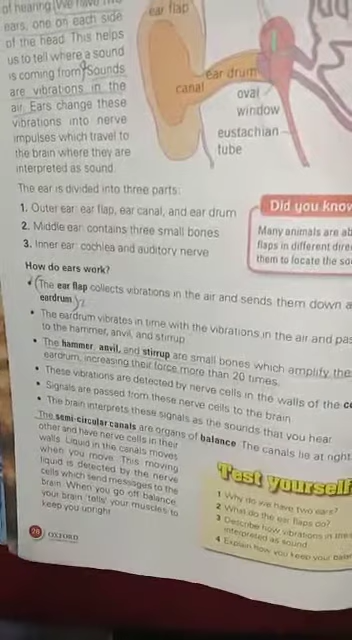 of hearing. We have two
ears, one on each side
of the head. This helps
us to tell where a sound
is coming from. Sounds
are vibrations in the
air. Ears change these
vibrations into nerve
impulses which travel to
the brain where they are
interpreted as sound.
ear flap
ear drum
canal
oval
window
eustachian
tube
The ear is divided into three parts:
1. Outer ear: ear flap, ear canal, and ear drum
2. Middle ear: contains three small bones
3. Inner ear: cochlea and auditory nerve
Did you know
Many animals are ab
flaps in different dire
them to locate the so
How do ears work?
• The ear flap collects vibrations in the air and sends them down a
eardrum.
• The eardrum vibrates in time with the vibrations in the air and pas
to the hammer, anvil, and stirrup.
• The hammer, anvil, and stirrup are small bones which amplify the
eardrum, increasing their force more than 20 times.
• These vibrations are detected by nerve cells in the walls of the c
• Signals are passed from these nerve cells to the brain.
• The brain interprets these signals as the sounds that you hear.
The semi-circular canals are organs of balance. The canals lie at right
other and have nerve cells in their
walls. Liquid in the canals moves
when you move. This moving
liquid is detected by the nerve
cells which send messages to the
brain. When you go off balance,
your brain 'tells' your muscles to
keep you upright.
Test yourself
1 Why do we have two ears?
2 What do the ear flaps do?
3 Describe how vibrations in the
interpreted as sound.
4 Explain how you keep your balan
28
OXFORD